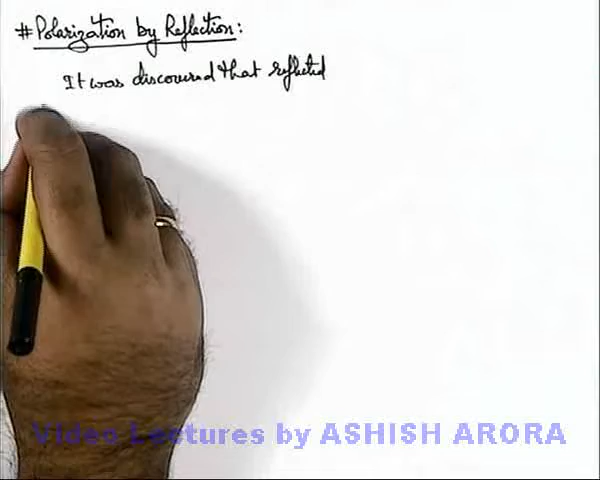 # Polarization by Reflection:
It was discovered that reflected
Video Lectures by ASHISH ARORA